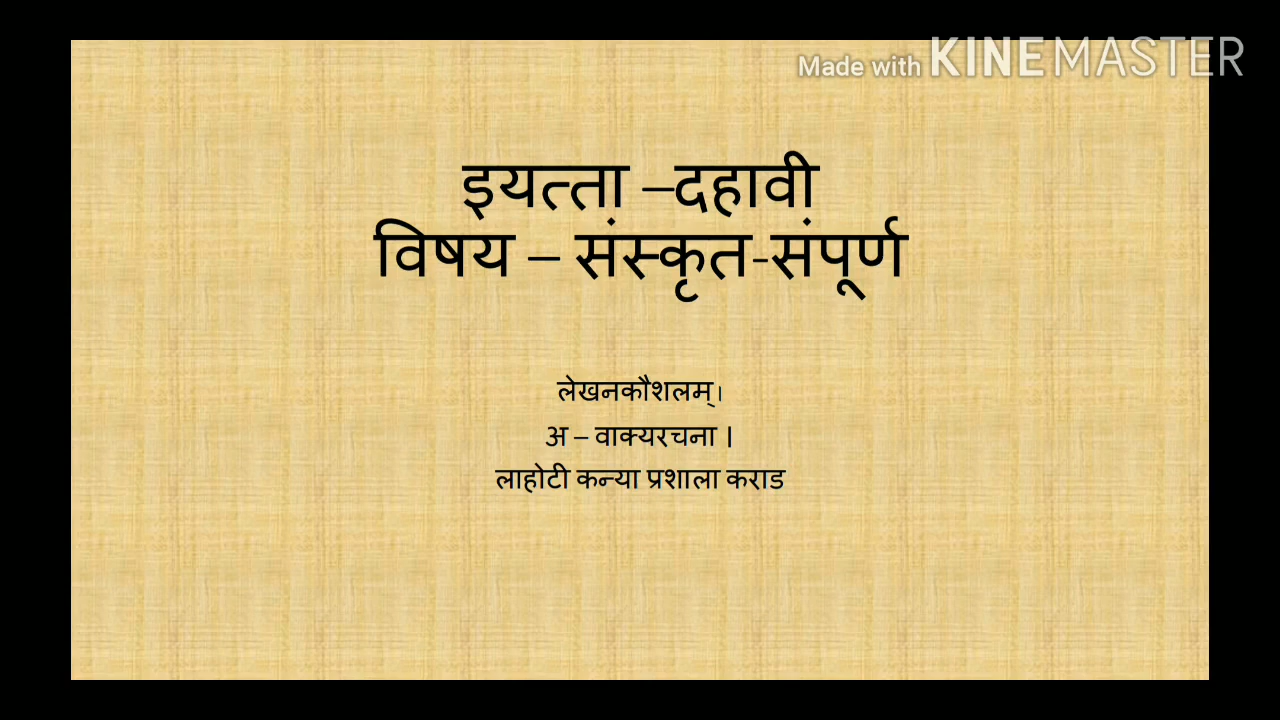 Made with KINEMASTER
इयत्ता –दहावी
विषय – संस्कृत-संपूर्ण
लेखनकौशलम्।
अ – वाक्यरचना ।
लाहोटी कन्या प्रशाला कराड